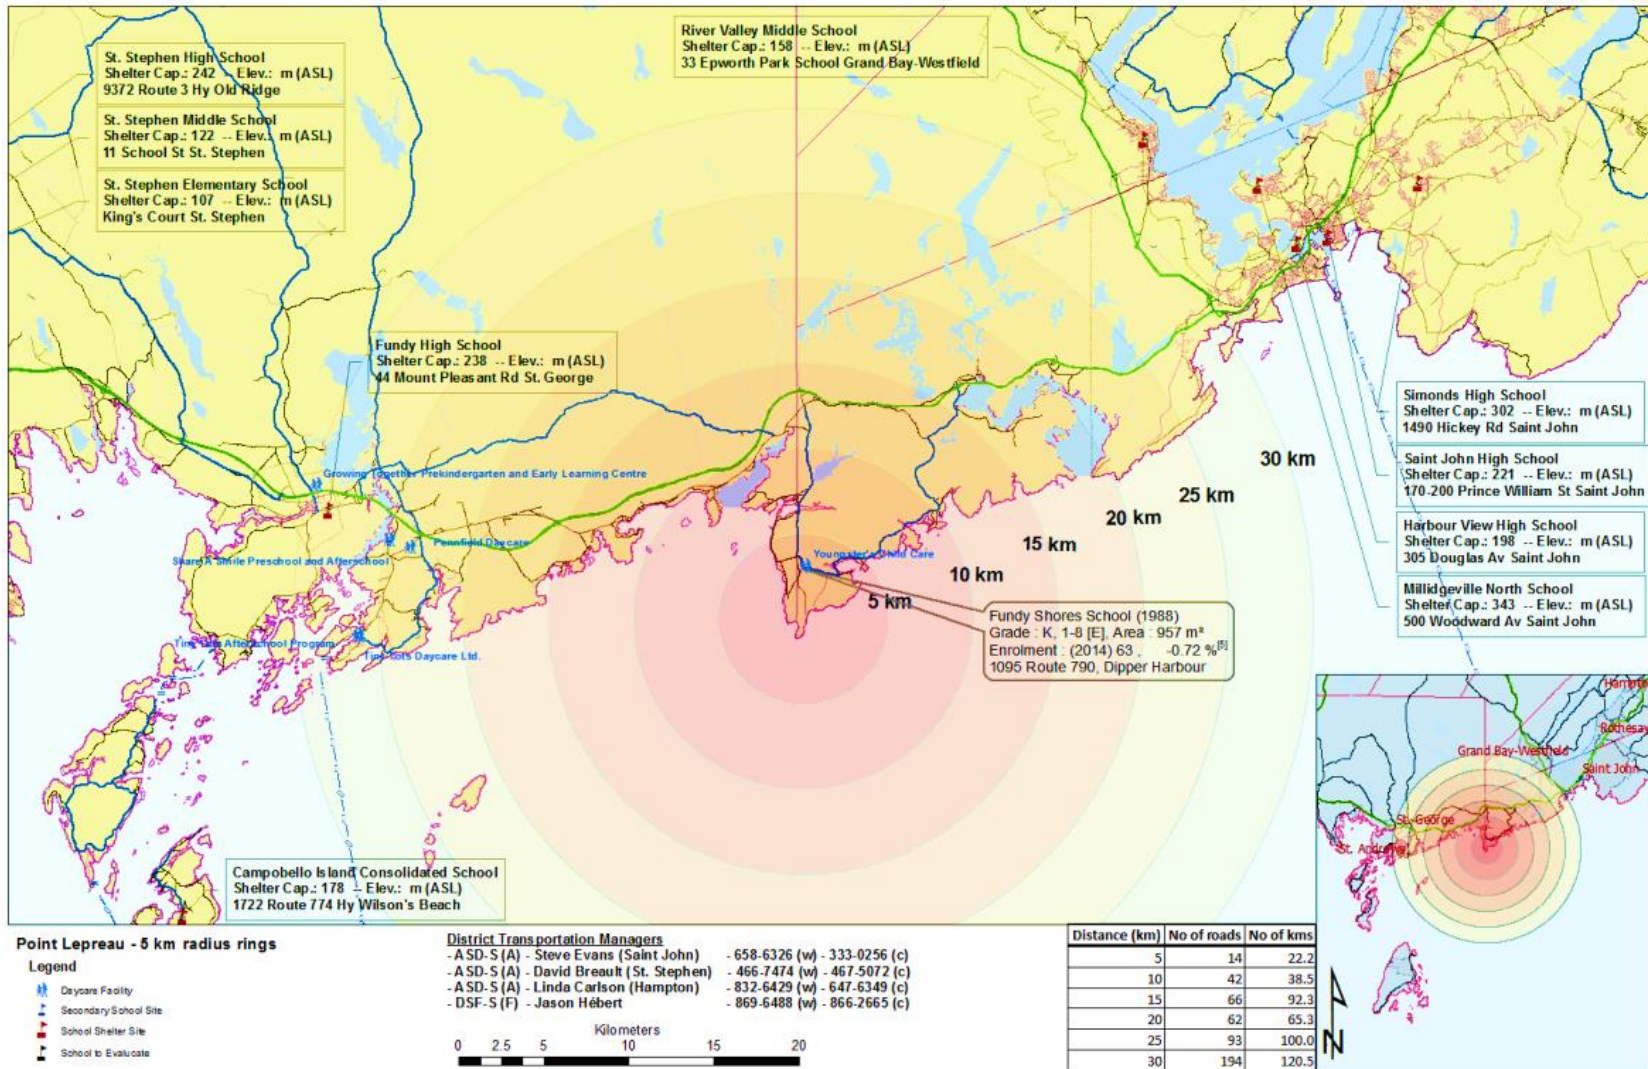 River Valley Middle School
Shelter Cap.: 158 -- Elev.: m (ASL)
33 Epworth Park School Grand Bay-Westfield
St. Stephen High School
Shelter Cap.: 242 -- Elev.: m (ASL)
9372 Route 3 Hy Old Ridge
St. Stephen Middle School
Shelter Cap.: 122 -- Elev.: m (ASL)
11 School St St. Stephen
St. Stephen Elementary School
Shelter Cap.: 107 -- Elev.: m (ASL)
King's Court St. Stephen
Fundy High School
Shelter Cap.: 238 -- Elev.: m (ASL)
44 Mount Pleasant Rd St. George
Growing Together Prekindergarten and Early Learning Centre
Pennfield Daycare
Share A Smile Preschool and Afterschool
Youngster's Child Care
Tiny Tots Afterschool Program
Tiny Tots Daycare Ltd.
30 km
25 km
20 km
15 km
10 km
5 km
Simonds High School
Shelter Cap.: 302 -- Elev.: m (ASL)
1490 Hickey Rd Saint John
Saint John High School
Shelter Cap.: 221 -- Elev.: m (ASL)
170-200 Prince William St Saint John
Harbour View High School
Shelter Cap.: 198 -- Elev.: m (ASL)
305 Douglas Av Saint John
Millidgeville North School
Shelter Cap.: 343 -- Elev.: m (ASL)
500 Woodward Av Saint John
Fundy Shores School (1988)
Grade : K, 1-8 [E], Area : 957 m²
Enrolment : (2014) 63 , -0.72 %[5]
1095 Route 790, Dipper Harbour
Campobello Island Consolidated School
Shelter Cap.: 178 -- Elev.: m (ASL)
1722 Route 774 Hy Wilson's Beach
Hampto
Rothesay
Grand Bay-Westfield
Saint John
St. George
St. Andrews
Point Lepreau - 5 km radius rings
Legend
Daycare Facility
Secondary School Site
School Shelter Site
School to Evalucate
District Transportation Managers
- ASD-S (A) - Steve Evans (Saint John) - 658-6326 (w) - 333-0256 (c)
- ASD-S (A) - David Breault (St. Stephen) - 466-7474 (w) - 467-5072 (c)
- ASD-S (A) - Linda Carlson (Hampton) - 832-6429 (w) - 647-6349 (c)
- DSF-S (F) - Jason Hébert - 869-6488 (w) - 866-2665 (c)
Kilometers
0 2.5 5 10 15 20
Distance (km) No of roads No of kms
5 14 22.2
10 42 38.5
15 66 92.3
20 62 65.3
25 93 100.0
30 194 120.5
N